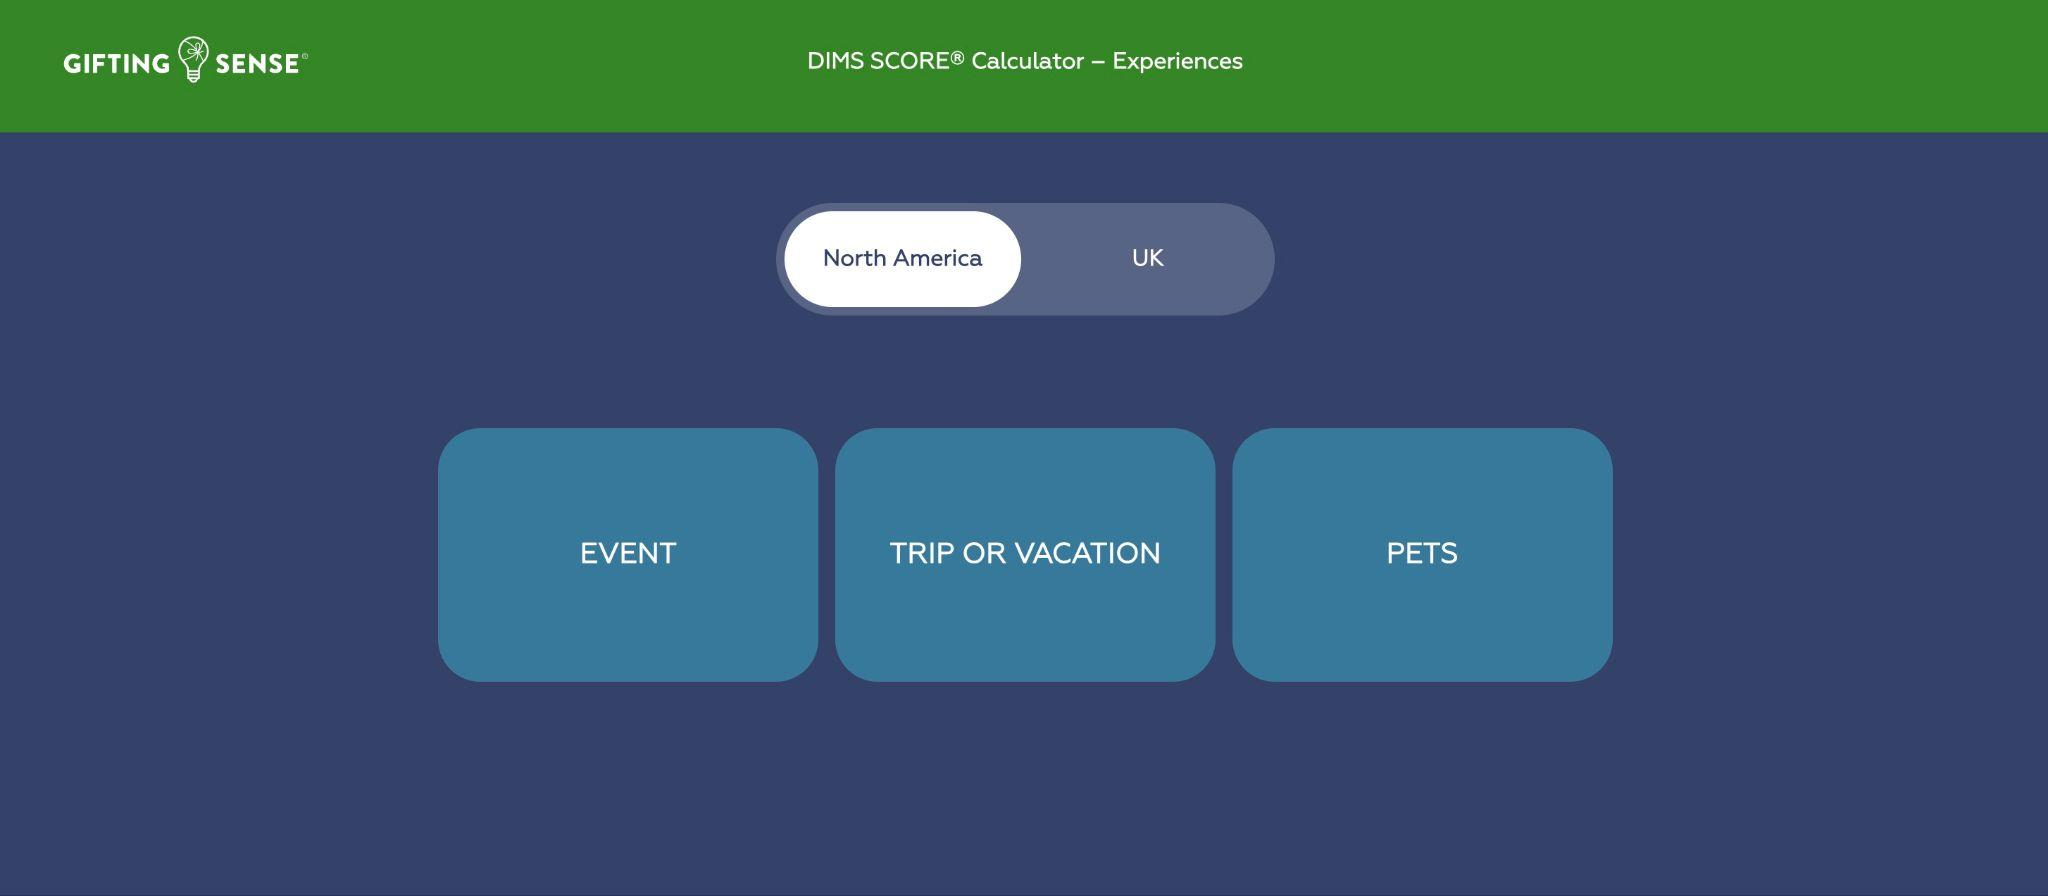 GIFTING SENSE®
DIMS SCORE® Calculator – Experiences
North America
UK
EVENT
TRIP OR VACATION
PETS